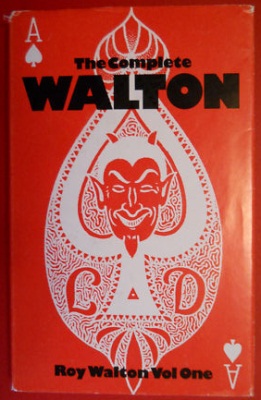 A
The Complete
WALTON
L D
Roy Walton Vol One
A